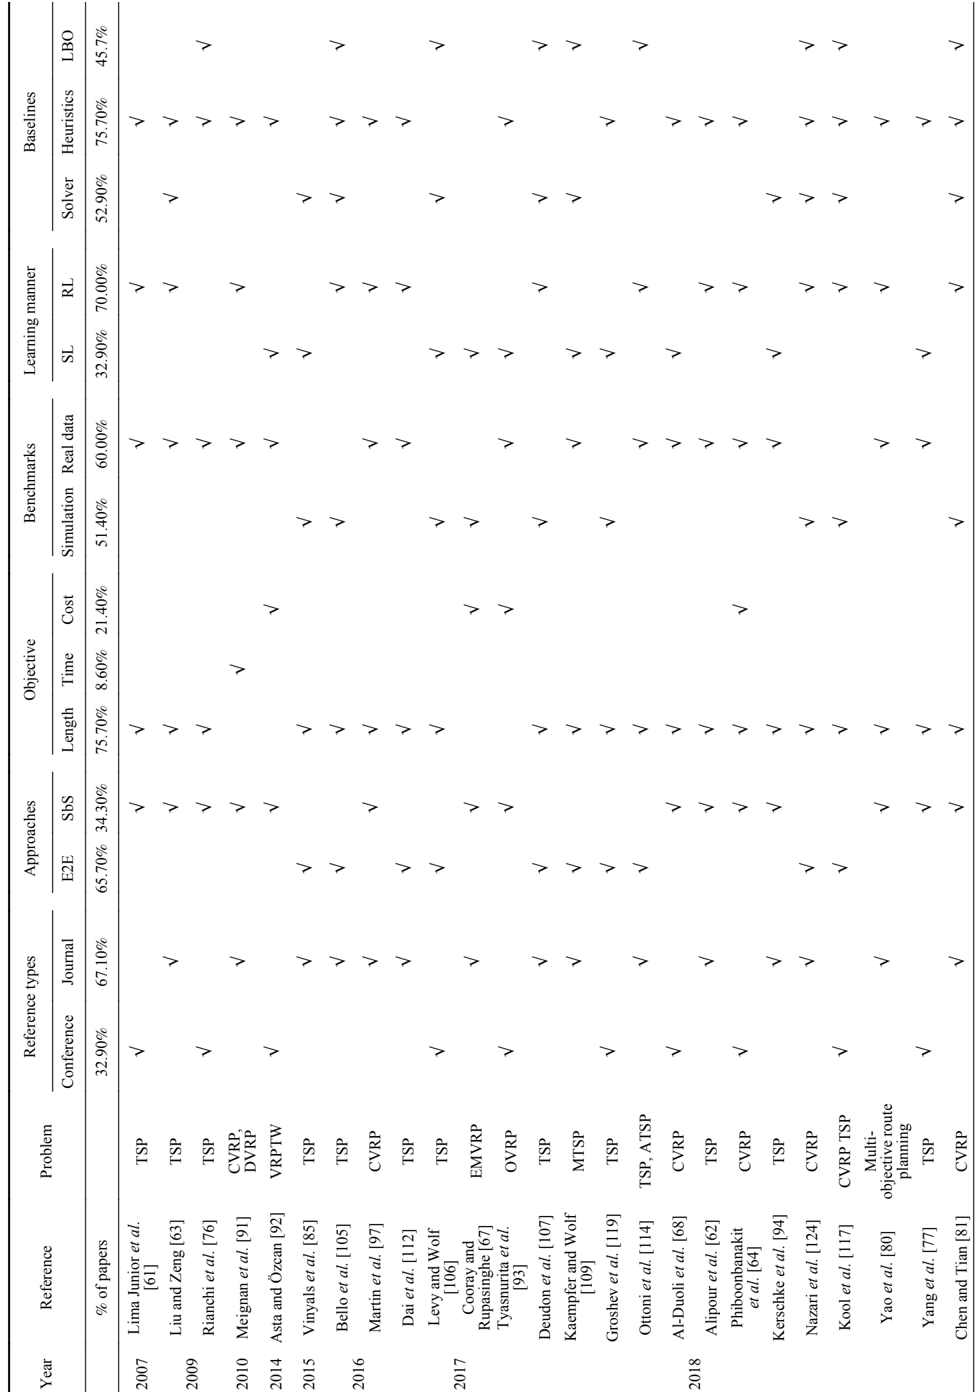 Year Reference Problem Reference types Approaches Objective Benchmarks Learning manner Baselines
Conference Journal E2E SbS Length Time Cost Simulation Real data SL RL Solver Heuristics LBO
% of papers 32.90% 67.10% 65.70% 34.30% 75.70% 8.60% 21.40% 51.40% 60.00% 32.90% 70.00% 52.90% 75.70% 45.7%
2007 Lima Junior et al. TSP √ √ √ √ √ √
[61]
Liu and Zeng [63] TSP √ √ √ √ √ √ √
2009
Rianchi et al. [76] TSP √ √ √ √ √ √
2010 Meignan et al. [91] CVRP, √ √ √ √ √ √
DVRP
2014 Asta and Özcan [92] VRPTW √ √ √ √ √ √
2015 Vinyals et al. [85] TSP √ √ √ √ √ √
Bello et al. [105] TSP √ √ √ √ √ √ √ √
2016
Martin et al. [97] CVRP √ √ √ √ √ √
Dai et al. [112] TSP √ √ √ √ √ √
Levy and Wolf TSP √ √ √ √ √ √ √
[106]
2017
Cooray and
Rupasinghe [67] EMVRP √ √ √ √ √
Tyasnurita et al. OVRP √ √ √ √ √ √
[93]
Deudon et al. [107] TSP √ √ √ √ √ √ √
Kaempfer and Wolf MTSP √ √ √ √ √ √ √
[109]
Groshev et al. [119] TSP √ √ √ √ √ √
Ottoni et al. [114] TSP, ATSP √ √ √ √ √ √
Al-Duoli et al. [68] CVRP √ √ √ √ √ √
2018
Alipour et al. [62] TSP √ √ √ √ √ √
Phiboonbanakit CVRP √ √ √ √ √ √ √
et al. [64]
Kerschke et al. [94] TSP √ √ √ √ √ √
Nazari et al. [124] CVRP √ √ √ √ √ √ √ √
Kool et al. [117] CVRP TSP √ √ √ √ √ √ √ √
Multi-
Yao et al. [80] objective route √ √ √ √ √ √
planning
Yang et al. [77] TSP √ √ √ √ √ √
Chen and Tian [81] CVRP √ √ √ √ √ √ √ √